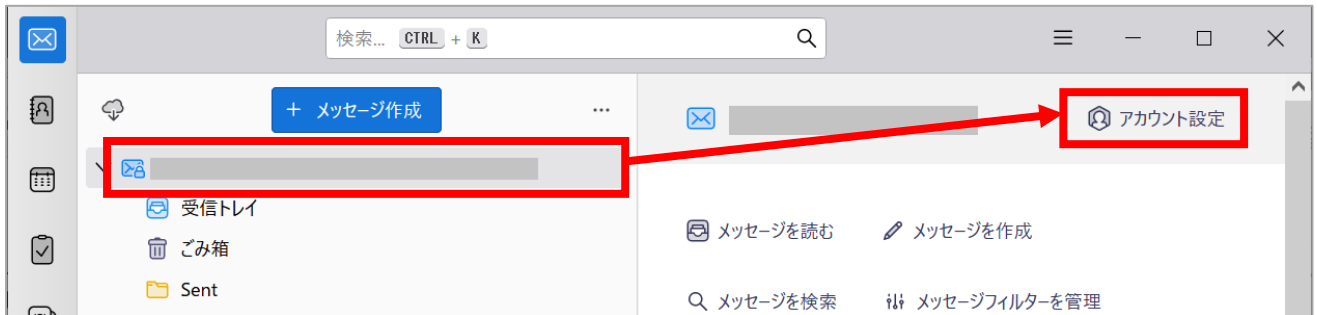 検索... CTRL + K
+ メッセージ作成
...
アカウント設定
受信トレイ
ごみ箱
Sent
メッセージを読む
メッセージを作成
メッセージを検索
メッセージフィルターを管理